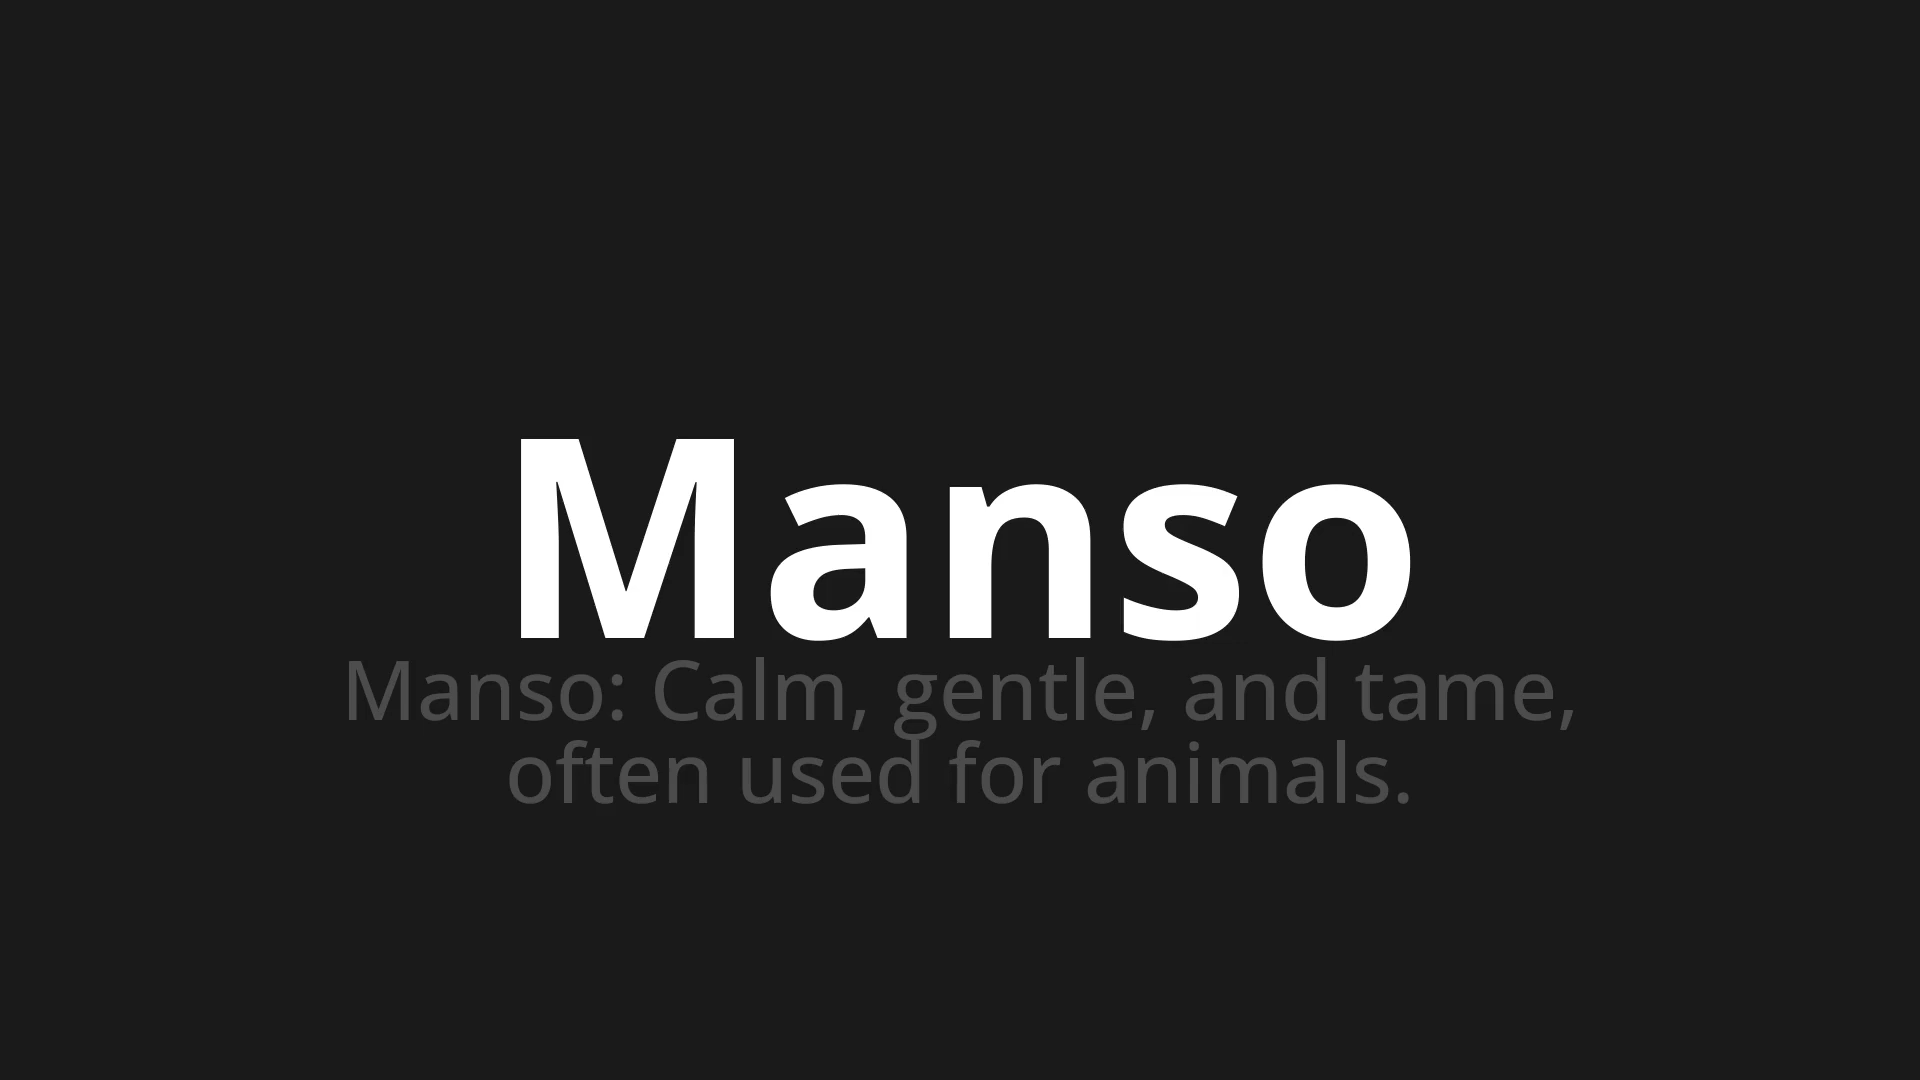 Manso
Manso: Calm, gentle, and tame,
often used for animals.